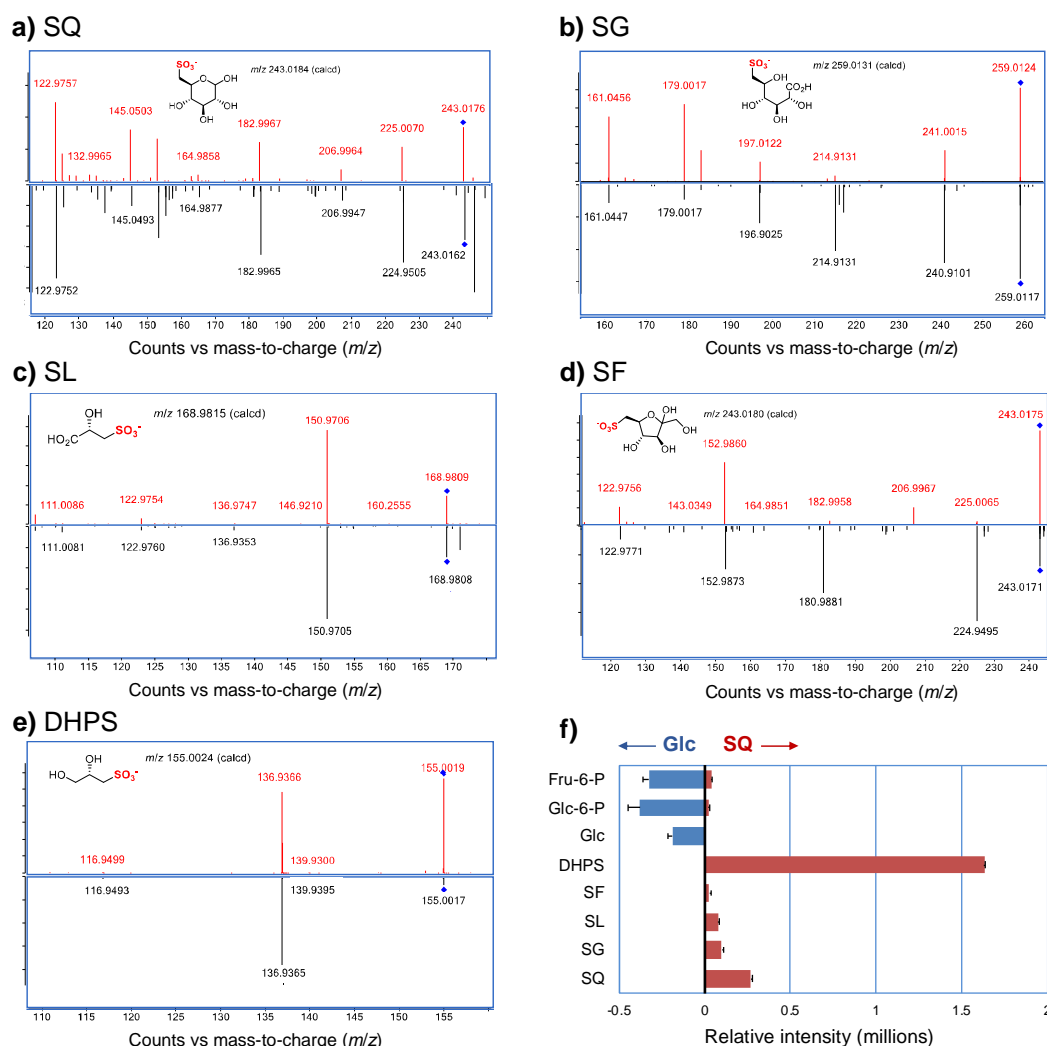 a) SQ
SO3-
O OH
HO OH
OH
m/z 243.0184 (calcd)
122.9757
145.0503
132.9965
164.9858
182.9967
206.9964
225.0070
243.0176
145.0493
164.9877
206.9947
243.0162
182.9965
224.9505
122.9752
120 130 140 150 160 170 180 190 200 210 220 230 240
Counts vs mass-to-charge (m/z)
b) SG
SO3-
OH
CO2H
HO OH
OH
m/z 259.0131 (calcd)
161.0456
179.0017
197.0122
214.9131
241.0015
259.0124
161.0447
179.0017
196.9025
214.9131
240.9101
259.0117
160 170 180 190 200 210 220 230 240 250 260
Counts vs mass-to-charge (m/z)
c) SL
OH
HO2C SO3-
m/z 168.9815 (calcd)
150.9706
168.9809
111.0086
122.9754
136.9747
146.9210
160.2555
111.0081
122.9760
136.9353
168.9808
150.9705
110 115 120 125 130 135 140 145 150 155 160 165 170
Counts vs mass-to-charge (m/z)
d) SF
-O3S
O OH
OH
HO OH
m/z 243.0180 (calcd)
243.0175
152.9860
122.9756
143.0349
164.9851
182.9958
206.9967
225.0065
122.9771
152.9873
180.9881
243.0171
224.9495
120 130 140 150 160 170 180 190 200 210 220 230 240
Counts vs mass-to-charge (m/z)
e) DHPS
OH
HO SO3-
m/z 155.0024 (calcd)
136.9366
155.0019
116.9499
139.9300
116.9493
139.9395
155.0017
136.9365
110 115 120 125 130 135 140 145 150 155
Counts vs mass-to-charge (m/z)
f)
Glc SQ
Fru-6-P
Glc-6-P
Glc
DHPS
SF
SL
SG
SQ
-0.5 0 0.5 1 1.5 2
Relative intensity (millions)